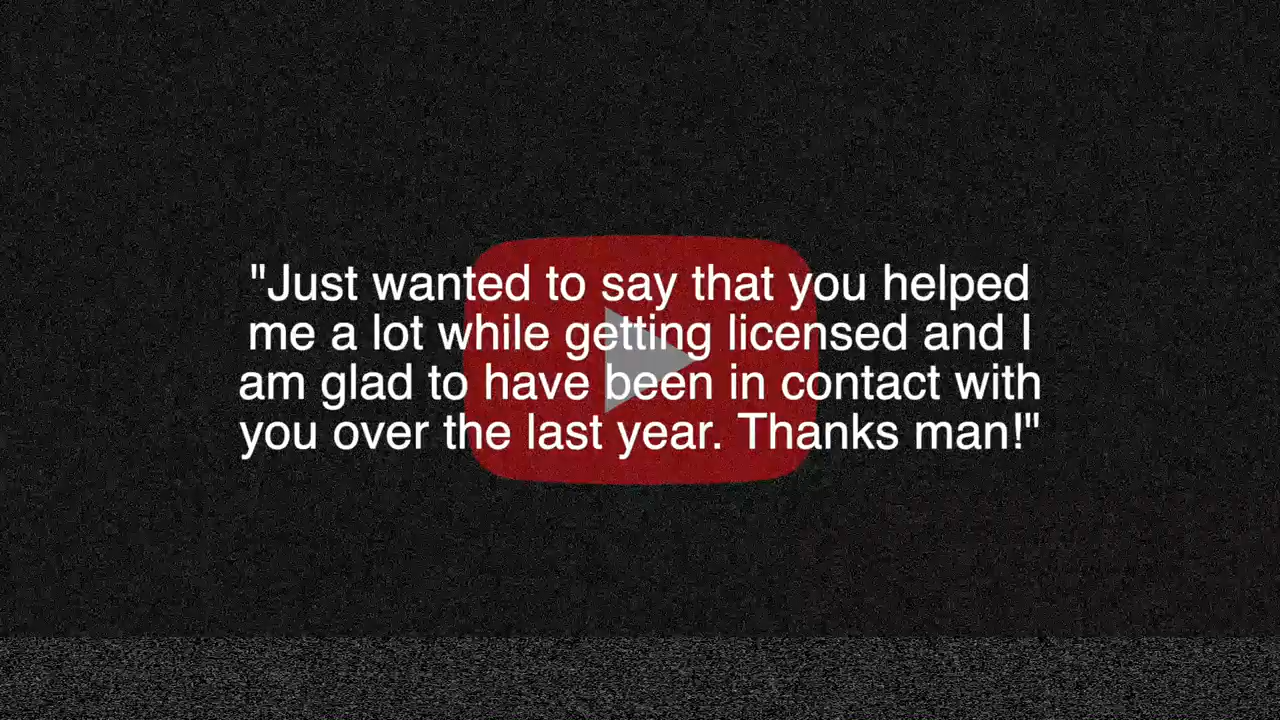 "Just wanted to say that you helped
me a lot while getting licensed and I
am glad to have been in contact with
you over the last year. Thanks man!"